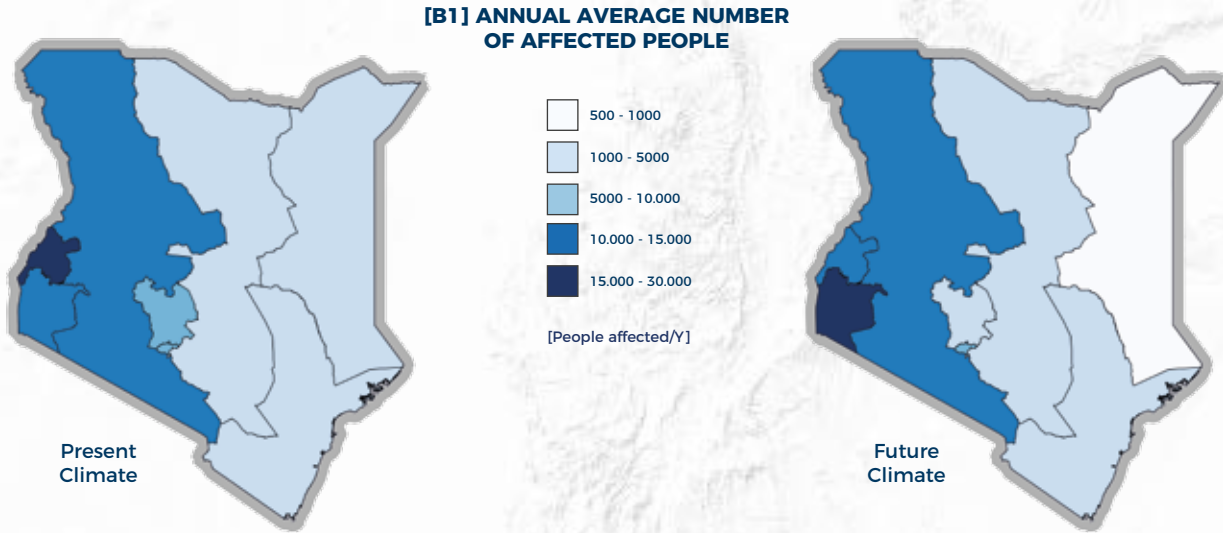 [B1] ANNUAL AVERAGE NUMBER
OF AFFECTED PEOPLE
500 - 1000
1000 - 5000
5000 - 10.000
10.000 - 15.000
15.000 - 30.000
[People affected/Y]
Present
Climate
Future
Climate